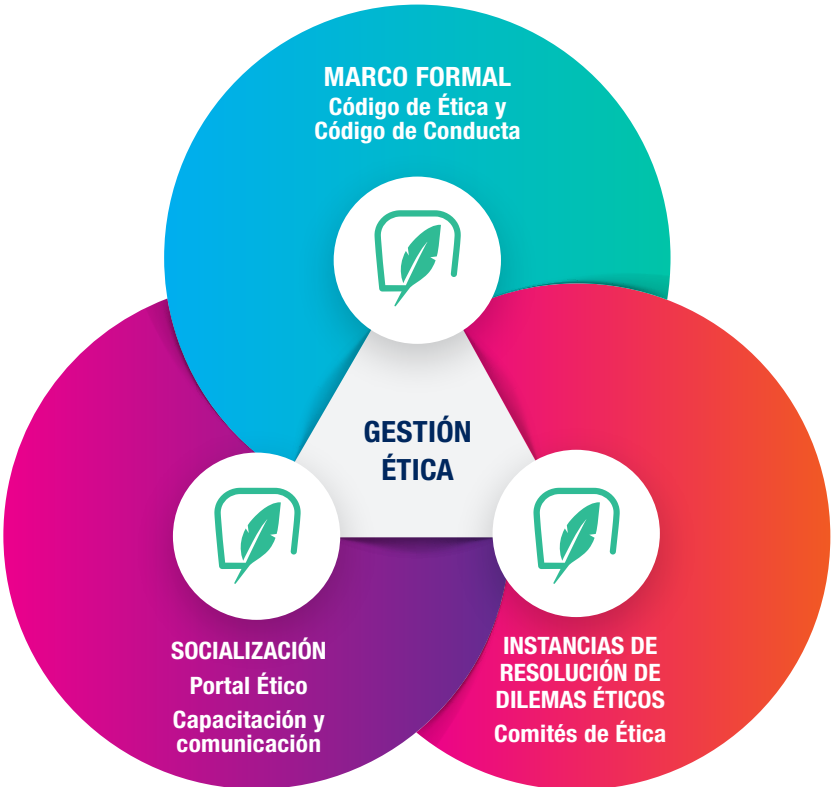 MARCO FORMAL
Código de Ética y
Código de Conducta
GESTIÓN
ÉTICA
SOCIALIZACIÓN
Portal Ético
Capacitación y
comunicación
INSTANCIAS DE
RESOLUCIÓN DE
DILEMAS ÉTICOS
Comités de Ética